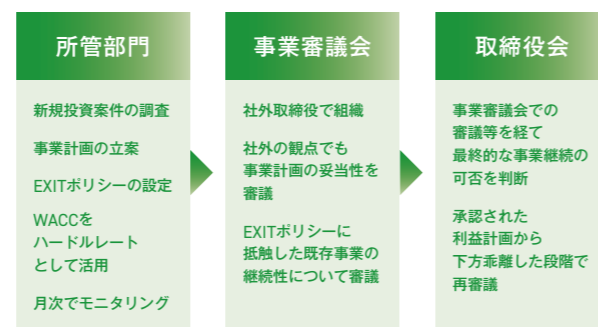 所管部門
新規投資案件の調査
事業計画の立案
EXITポリシーの設定
WACCを
ハードルレート
として活用
月次でモニタリング
事業審議会
社外取締役で組織
社外の観点でも
事業計画の妥当性を
審議
EXITポリシーに
抵触した既存事業の
継続性について審議
取締役会
事業審議会での
審議等を経て
最終的な事業継続の
可否を判断
承認された
利益計画から
下方乖離した段階で
再審議